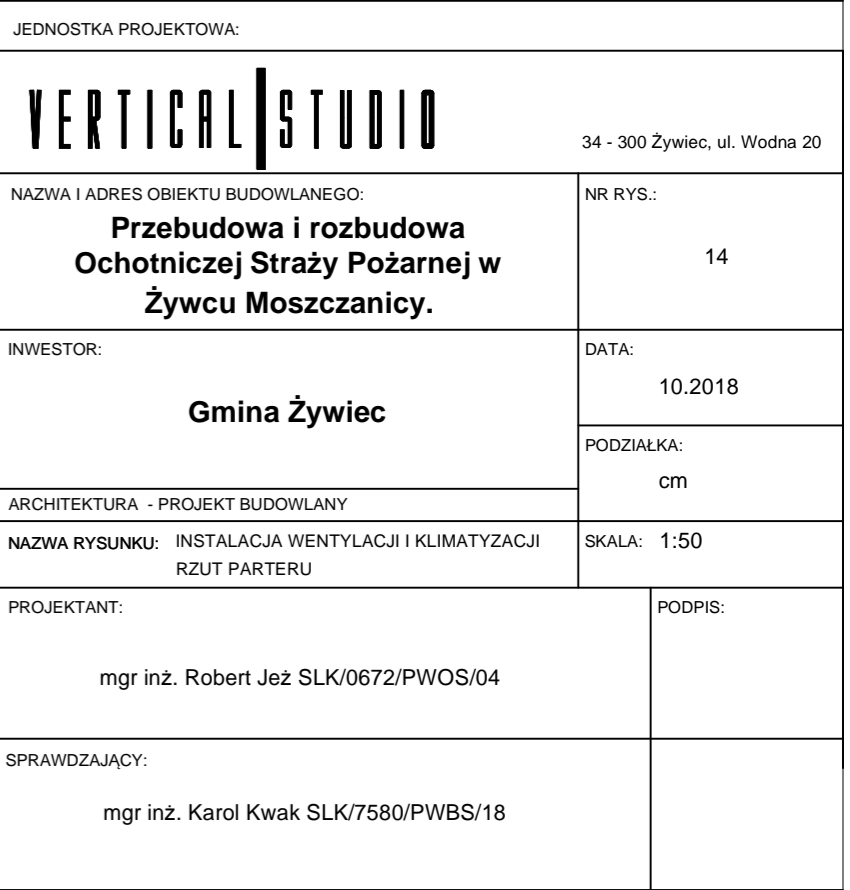 JEDNOSTKA PROJEKTOWA:
VERTICAL STUDIO
34 - 300 Żywiec, ul. Wodna 20
NAZWA I ADRES OBIEKTU BUDOWLANEGO:
Przebudowa i rozbudowa
Ochotniczej Straży Pożarnej w
Żywcu Moszczanicy.
NR RYS.:
14
INWESTOR:
Gmina Żywiec
DATA:
10.2018
PODZIAŁKA:
cm
ARCHITEKTURA - PROJEKT BUDOWLANY
NAZWA RYSUNKU: INSTALACJA WENTYLACJI I KLIMATYZACJI
RZUT PARTERU
SKALA: 1:50
PROJEKTANT:
mgr inż. Robert Jeż SLK/0672/PWOS/04
PODPIS:
SPRAWDZAJĄCY:
mgr inż. Karol Kwak SLK/7580/PWBS/18